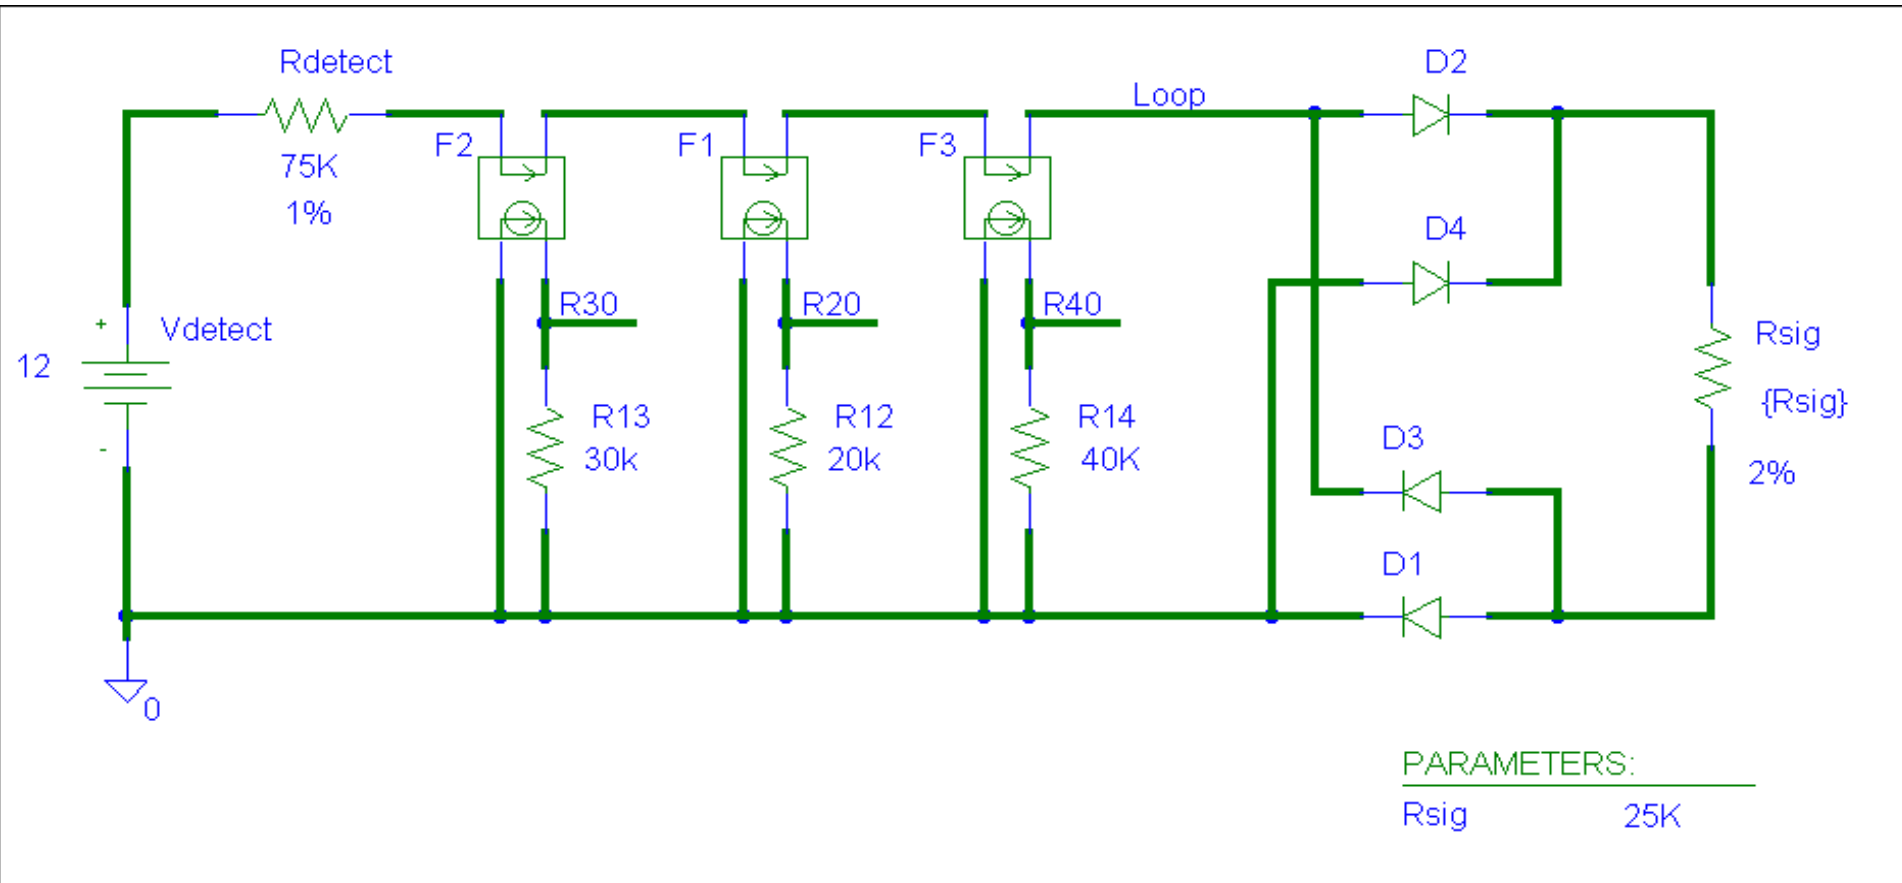 Rdetect
75K
1%
F2
F1
F3
Loop
D2
D4
R30
R20
R40
+
Vdetect
12
-
R13
30k
R12
20k
R14
40K
Rsig
{Rsig}
2%
D3
D1
0
PARAMETERS:
Rsig 25K